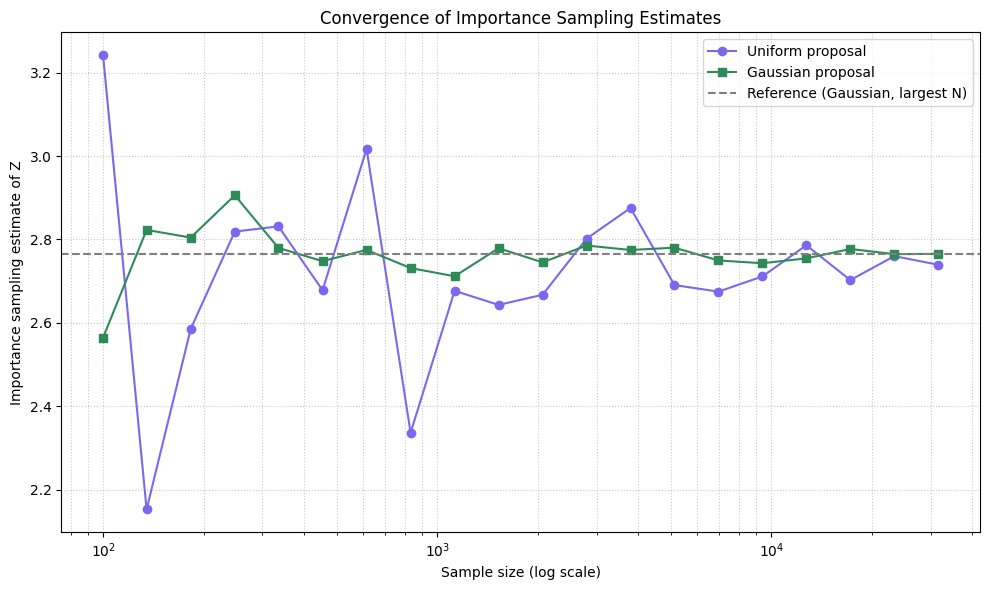 Convergence of Importance Sampling Estimates
Uniform proposal
Gaussian proposal
Reference (Gaussian, largest N)
Importance sampling estimate of Z
3.2
3.0
2.8
2.6
2.4
2.2
10²
10³
10⁴
Sample size (log scale)